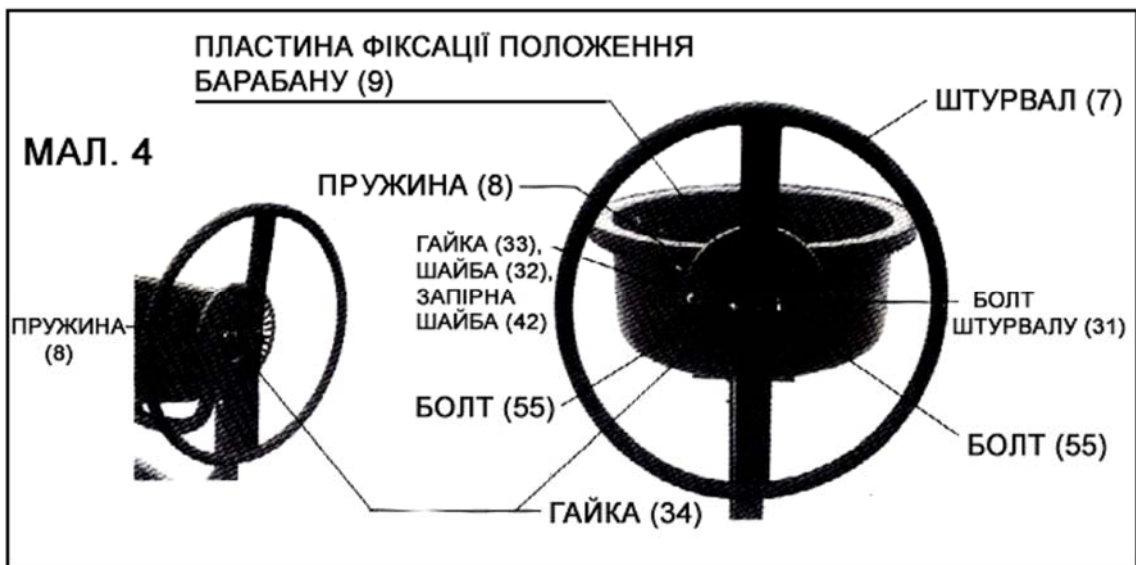 ПЛАСТИНА ФІКСАЦІЇ ПОЛОЖЕННЯ
БАРАБАНУ (9)
ШТУРВАЛ (7)
МАЛ. 4
ПРУЖИНА (8)
ГАЙКА (33),
ШАЙБА (32),
ЗАПІРНА
ШАЙБА (42)
БОЛТ
ШТУРВАЛУ (31)
ПРУЖИНА
(8)
БОЛТ (55)
БОЛТ (55)
ГАЙКА (34)